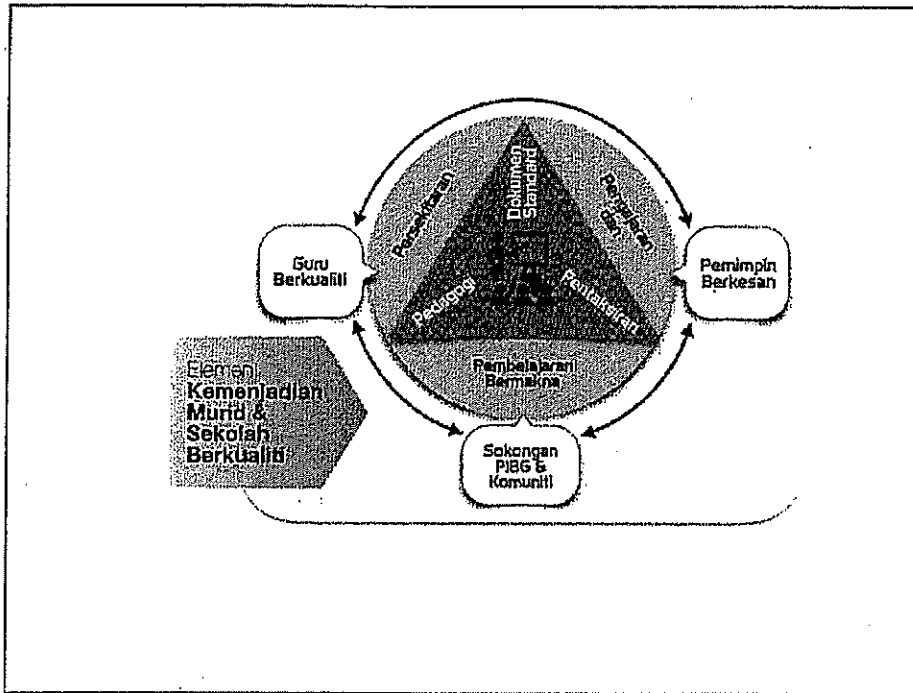 Dokumen
Standard
Persekitaran
Pengajaran
dan
Guru
Berkualiti
Pemimpin
Berkesan
Pedagogi
Pentaksiran
Pembelajaran
Bermakna
Elemen
Kemenjadian
Murid &
Sekolah
Berkualiti
Sokongan
PIBG &
Komuniti